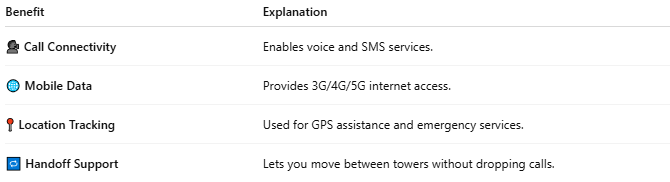 Benefit Explanation
Call Connectivity Enables voice and SMS services.
Mobile Data Provides 3G/4G/5G internet access.
Location Tracking Used for GPS assistance and emergency services.
Handoff Support Lets you move between towers without dropping calls.